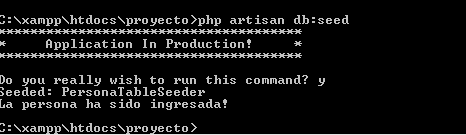 C:\xampp\htdocs\proyecto>php artisan db:seed
**************************************
*     Application In Production!     *
**************************************
Do you really wish to run this command? y
Seeded: PersonaTableSeeder
La persona ha sido ingresada!
C:\xampp\htdocs\proyecto>